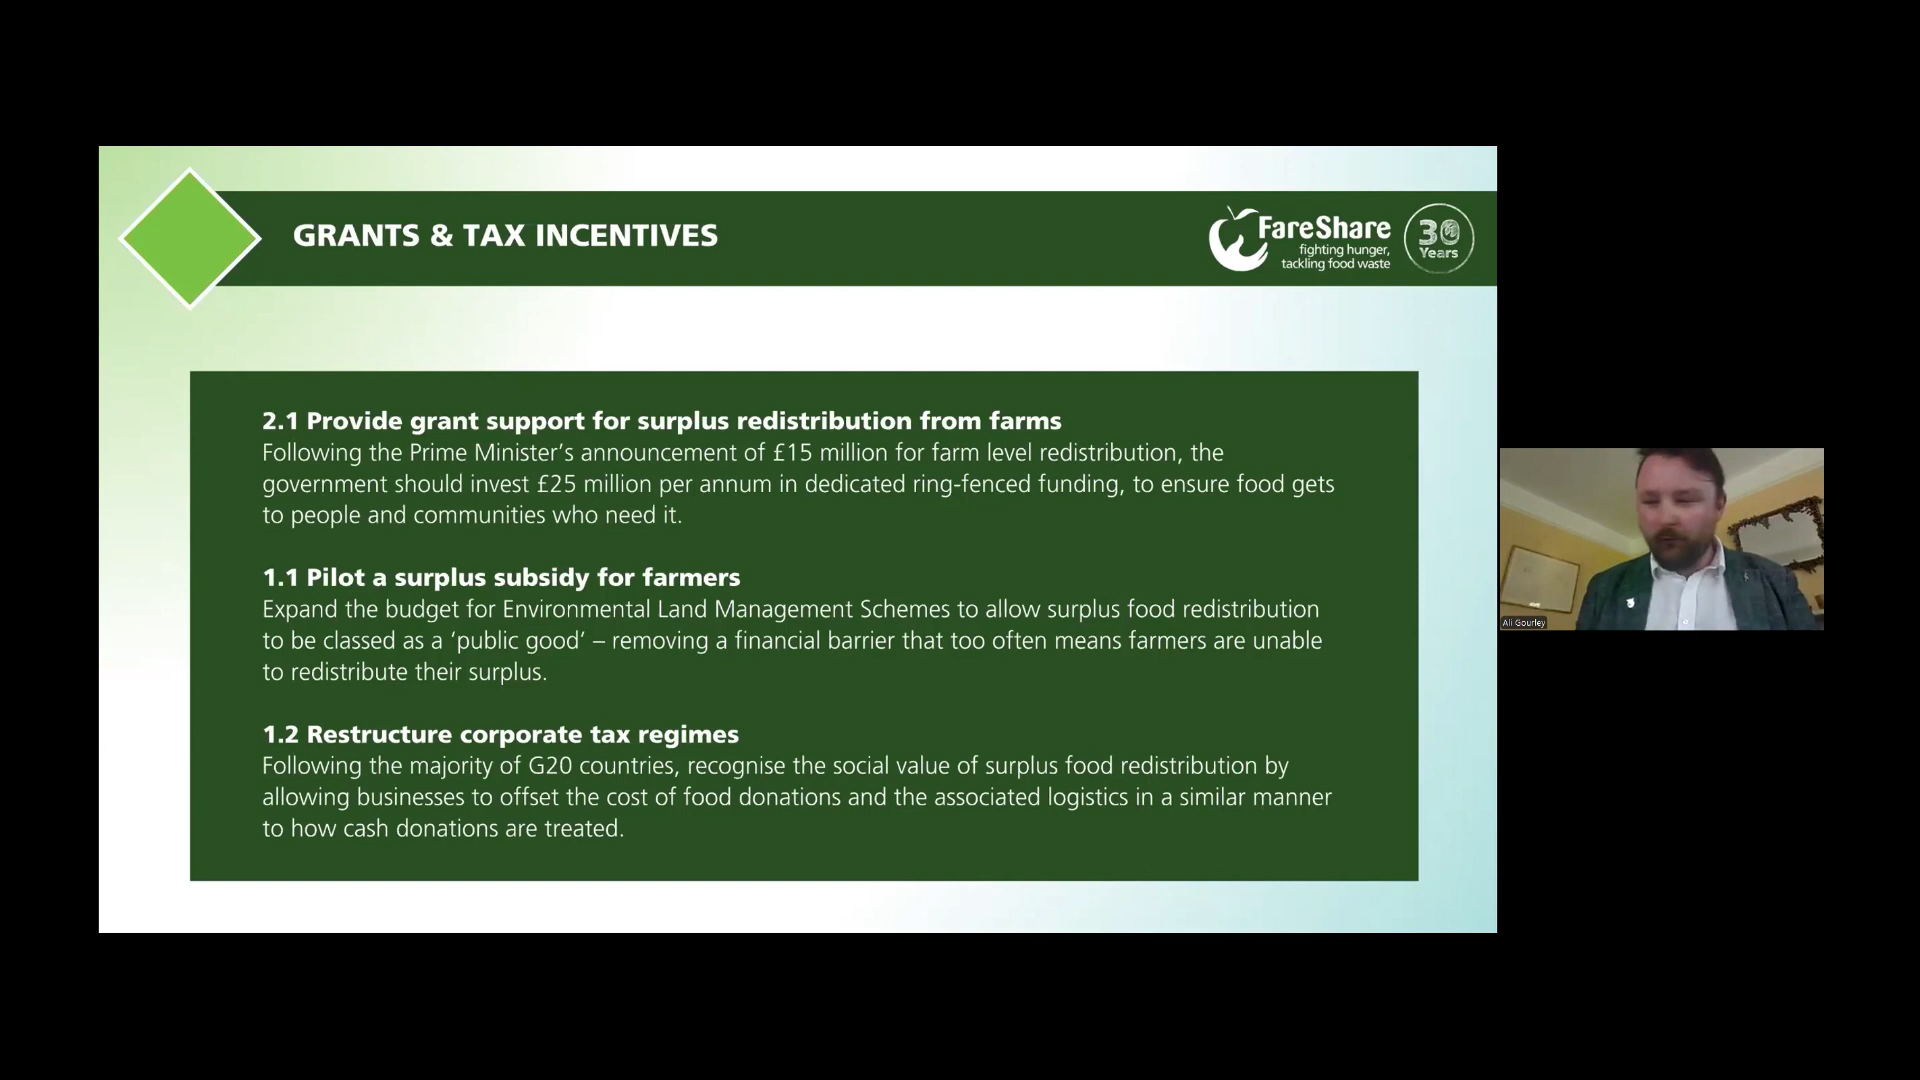 GRANTS & TAX INCENTIVES
FareShare
fighting hunger,
tackling food waste
30
Years
2.1 Provide grant support for surplus redistribution from farms
Following the Prime Minister’s announcement of £15 million for farm level redistribution, the
government should invest £25 million per annum in dedicated ring-fenced funding, to ensure food gets
to people and communities who need it.
1.1 Pilot a surplus subsidy for farmers
Expand the budget for Environmental Land Management Schemes to allow surplus food redistribution
to be classed as a ‘public good’ – removing a financial barrier that too often means farmers are unable
to redistribute their surplus.
1.2 Restructure corporate tax regimes
Following the majority of G20 countries, recognise the social value of surplus food redistribution by
allowing businesses to offset the cost of food donations and the associated logistics in a similar manner
to how cash donations are treated.
Ali Gourley